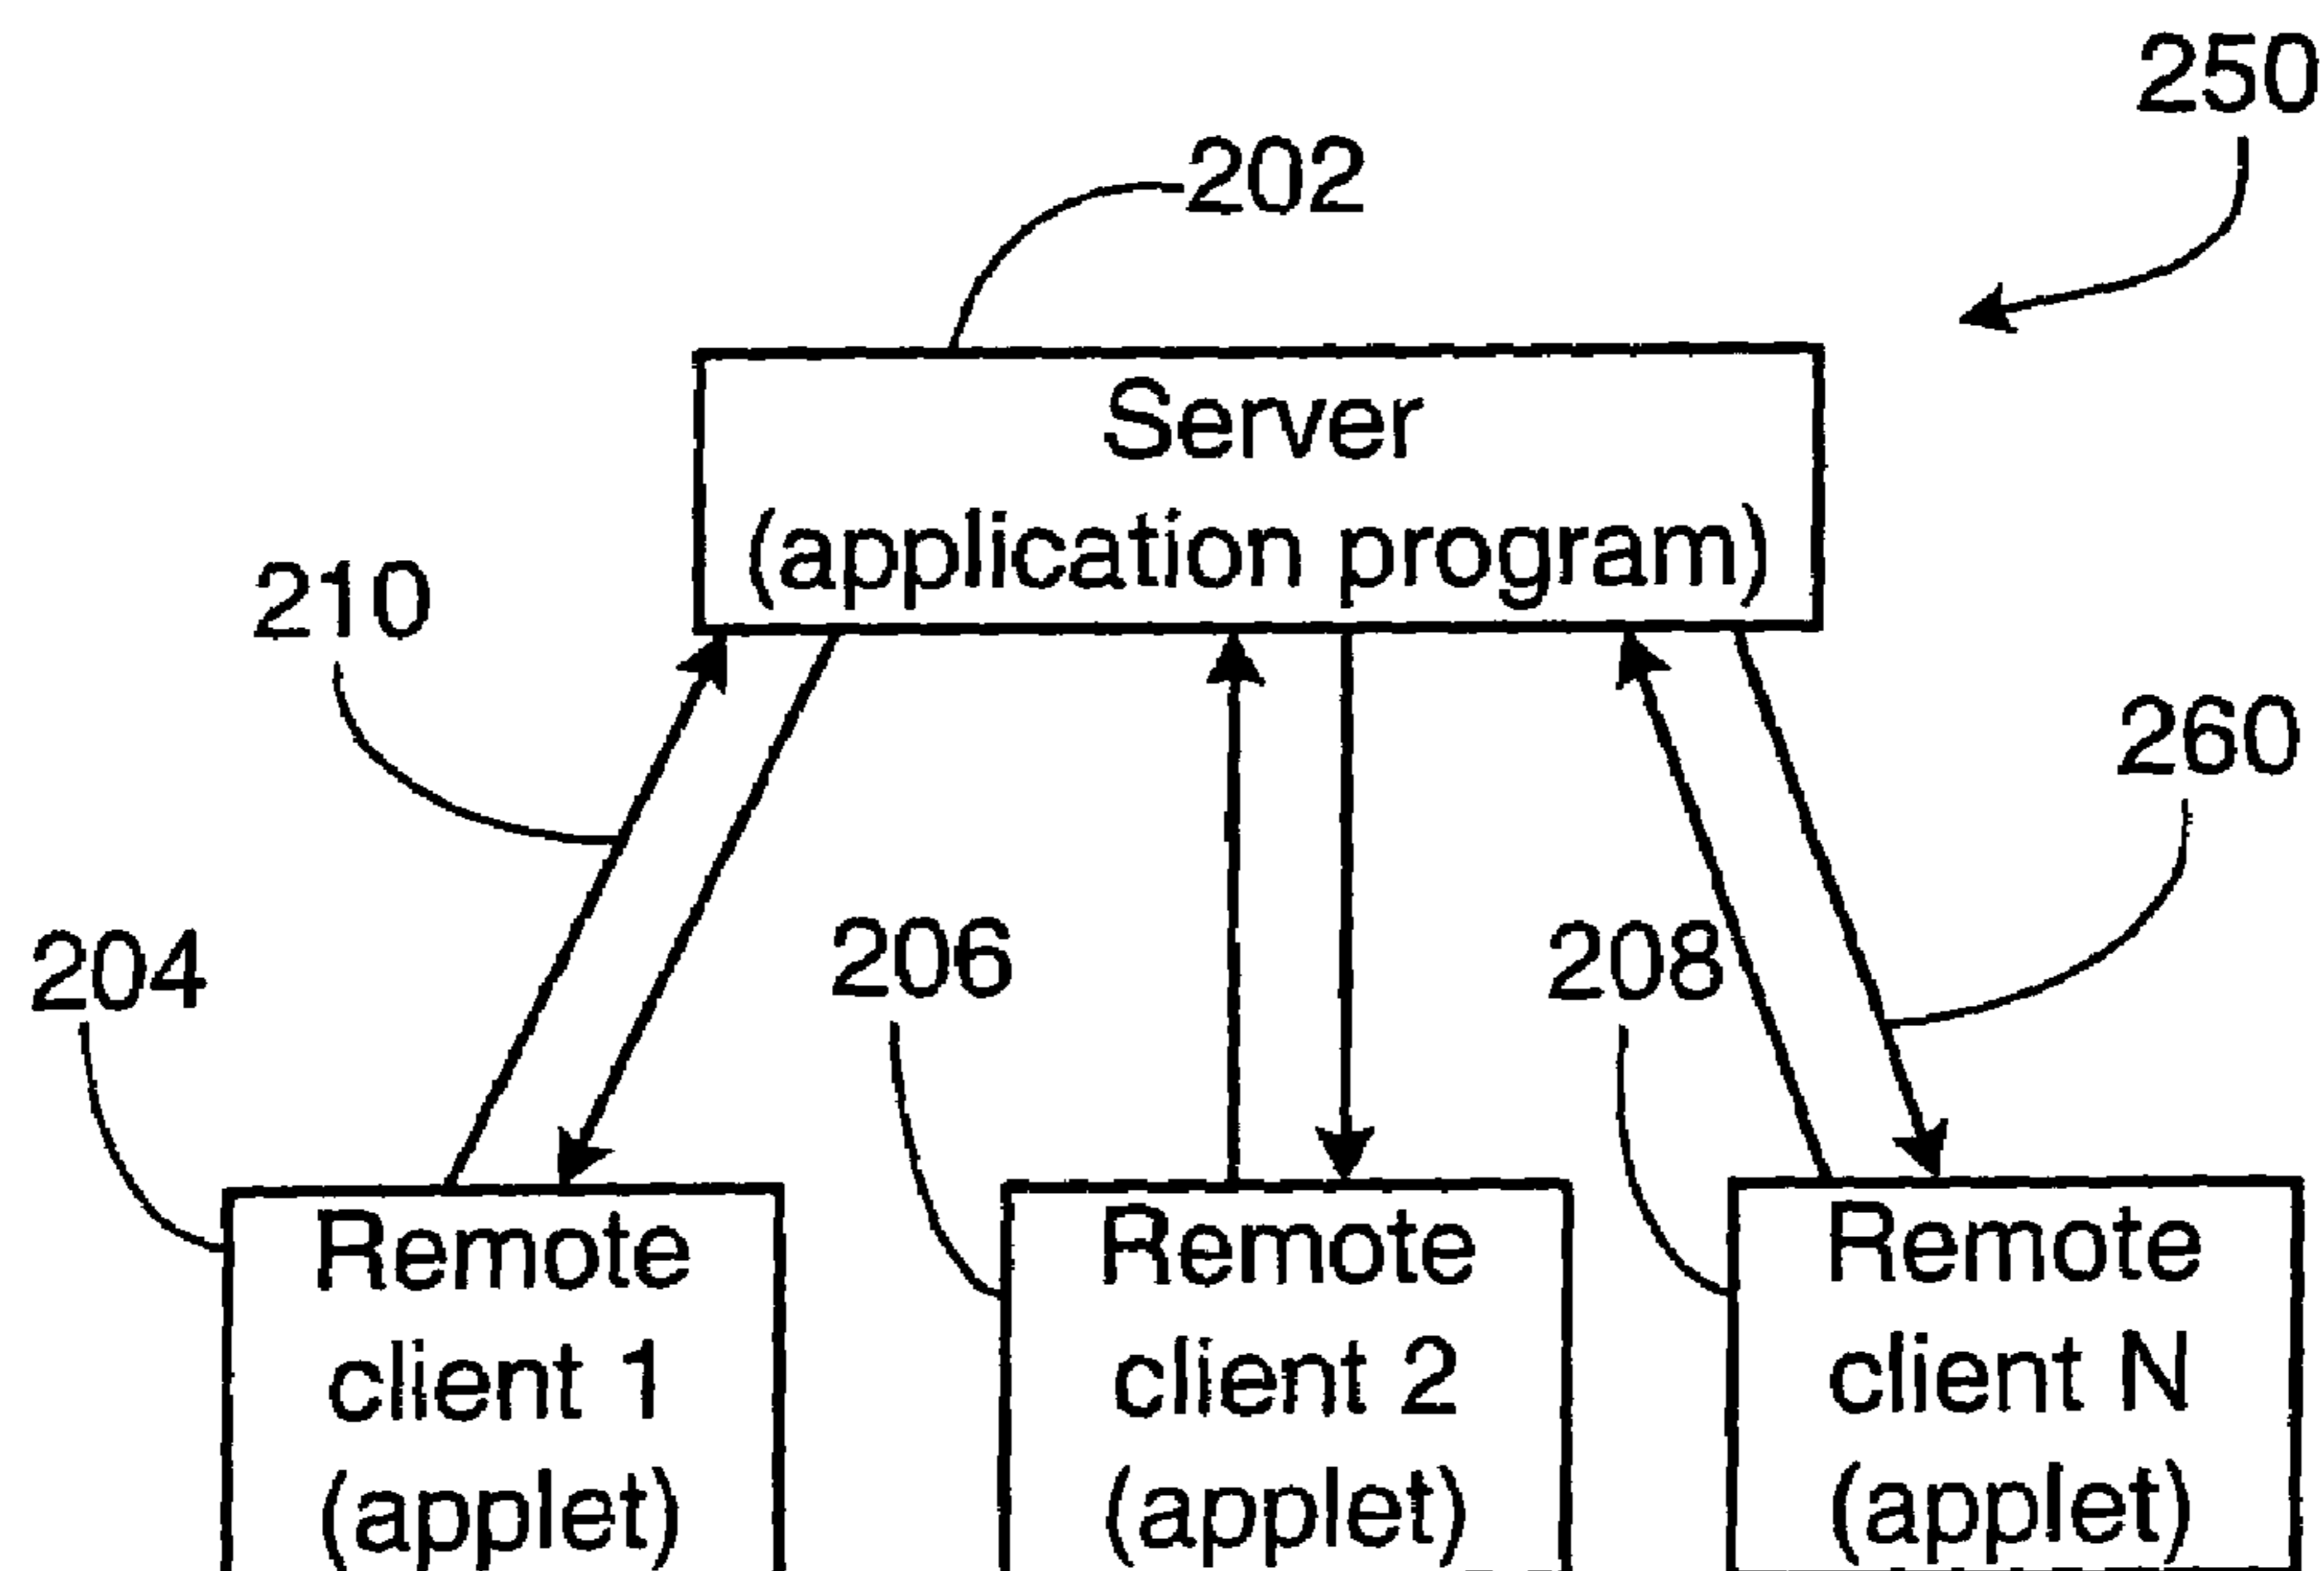 250
202
Server
(application program)
210
260
204
206
208
Remote
client 1
(applet)
Remote
client 2
(applet)
Remote
client N
(applet)